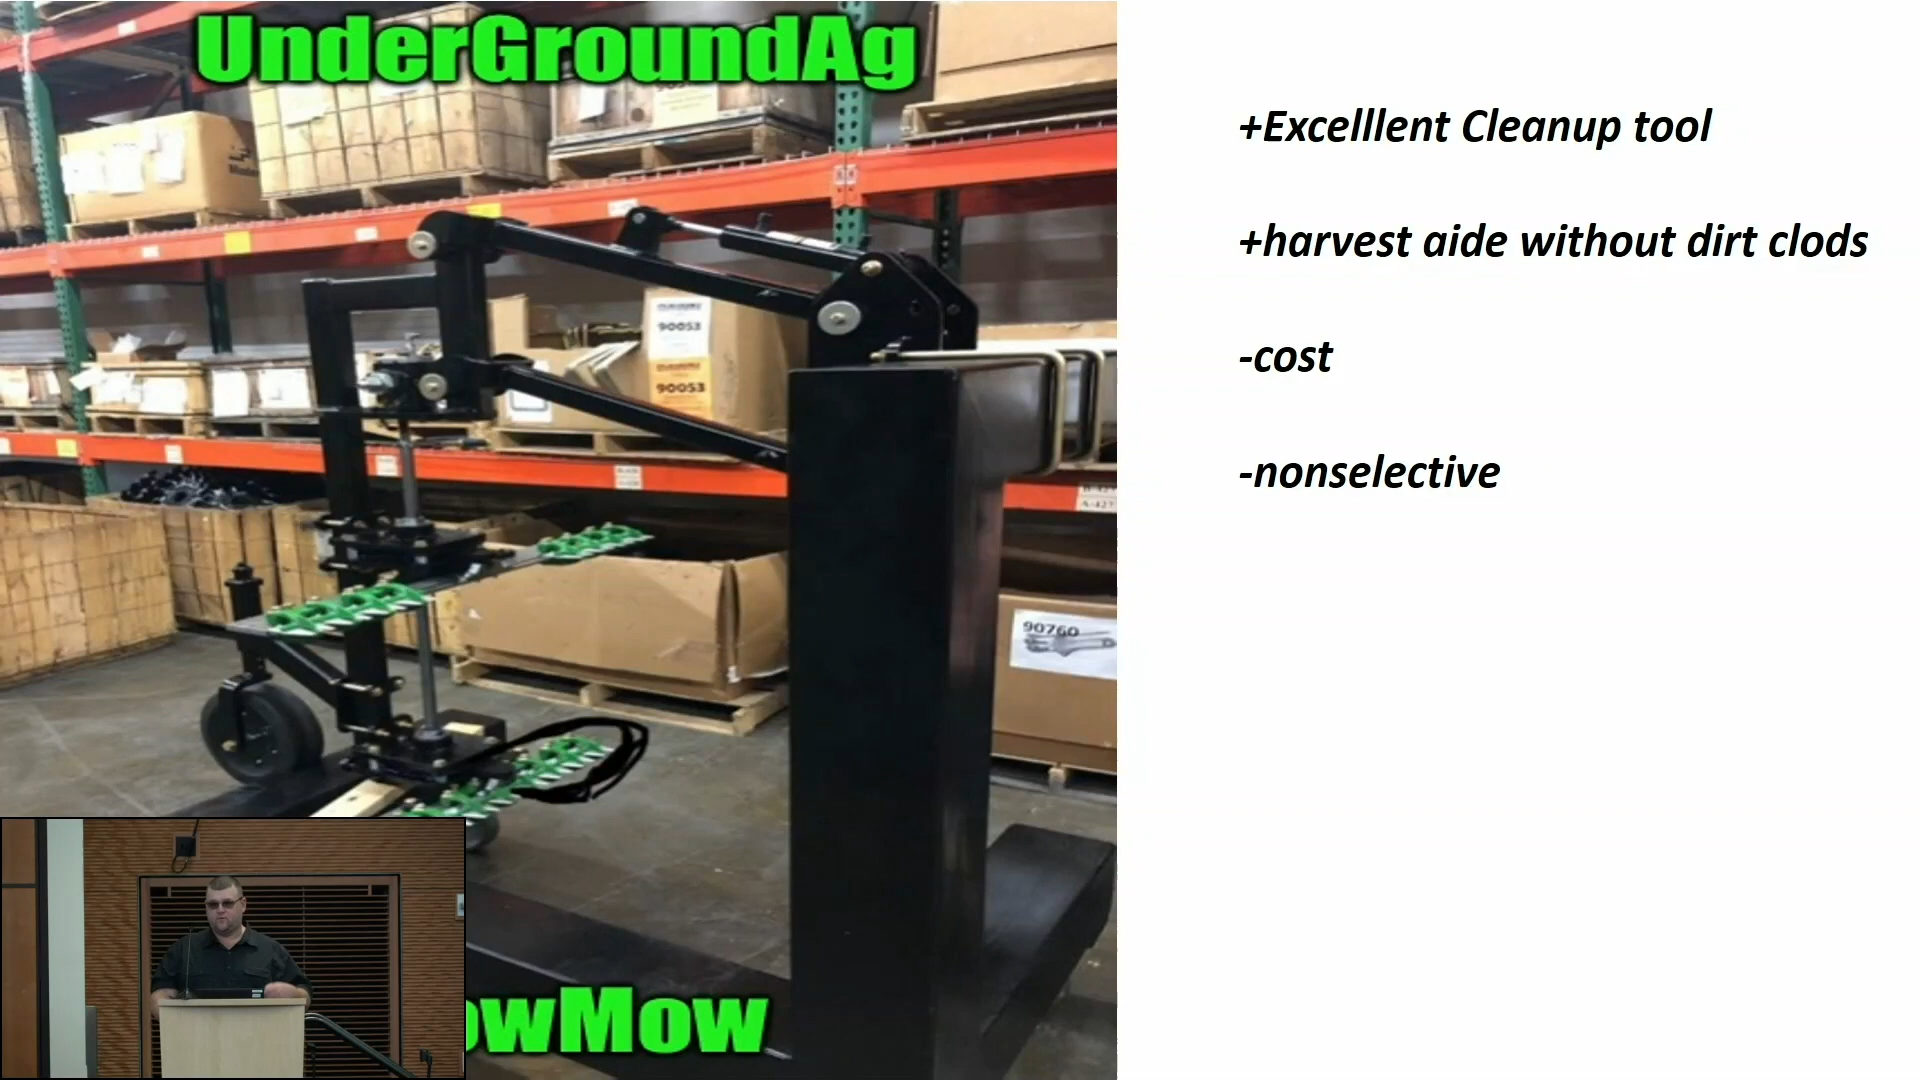 UnderGroundAg
+Excelllent Cleanup tool
+harvest aide without dirt clods
-cost
-nonselective
90053
90053
90760
owMow